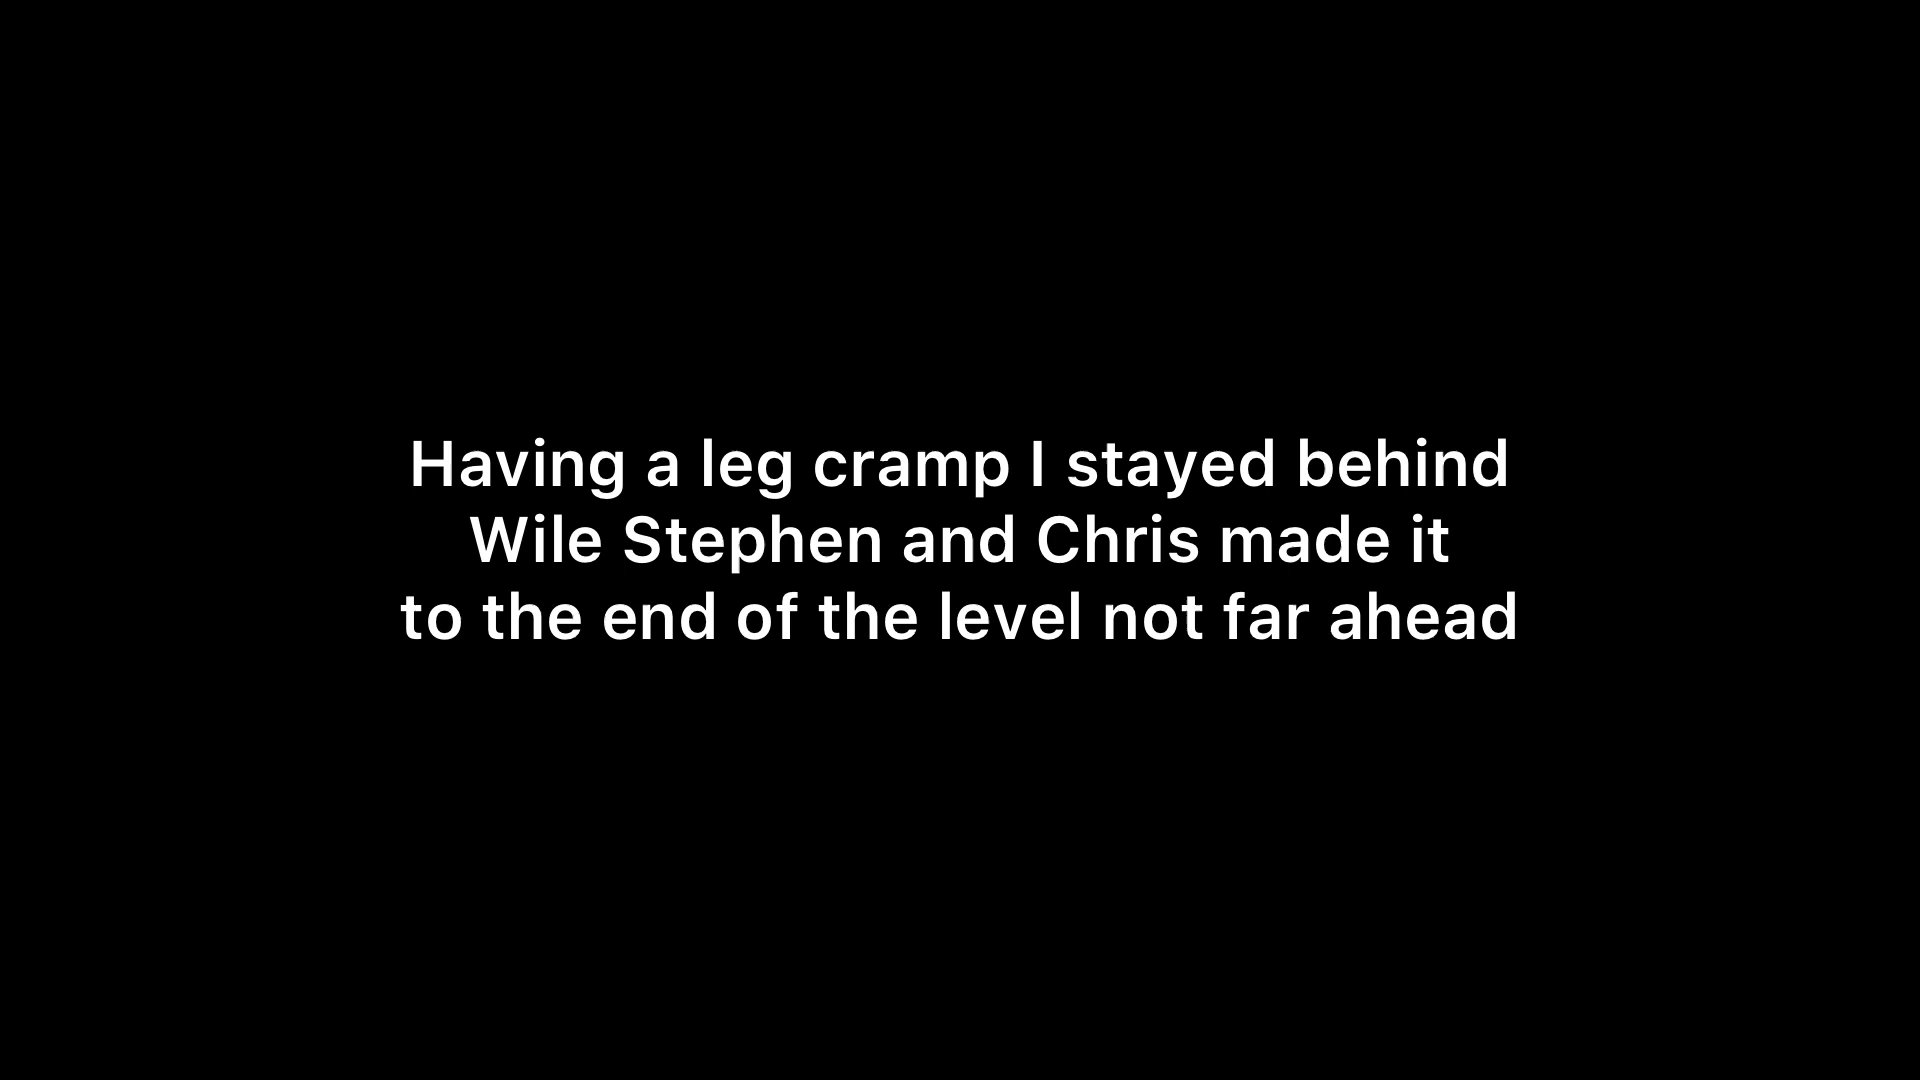 Having a leg cramp I stayed behind
Wile Stephen and Chris made it
to the end of the level not far ahead